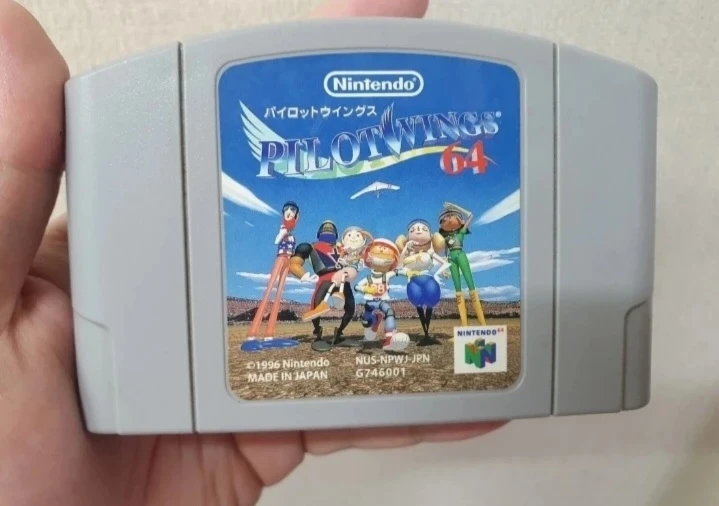 Nintendo®
パイロットウイングス
PILOTWINGS®
64
©1996 Nintendo
MADE IN JAPAN
NUS-NPWJ-JPN
G746001
NINTENDO64